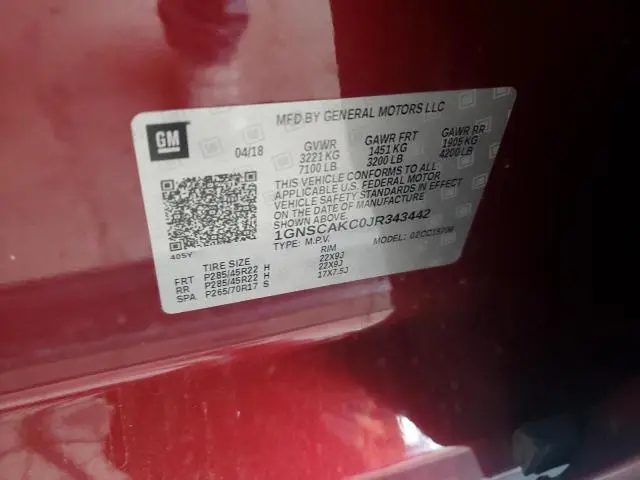 MFD BY GENERAL MOTORS LLC
GM
04/18
GVWR GAWR FRT GAWR RR
3221 KG 1451 KG 1905 KG
7100 LB 3200 LB 4200 LB
THIS VEHICLE CONFORMS TO ALL
APPLICABLE U.S. FEDERAL MOTOR
VEHICLE SAFETY STANDARDS IN EFFECT
ON THE DATE OF MANUFACTURE
SHOWN ABOVE.
1GNSCAKC0JR343442
TYPE: M.P.V. MODEL:
405Y
TIRE SIZE RIM
FRT P285/45R22 H 22X9J
RR P285/45R22 H 22X9J
SPA P265/70R17 S 17X7.5J